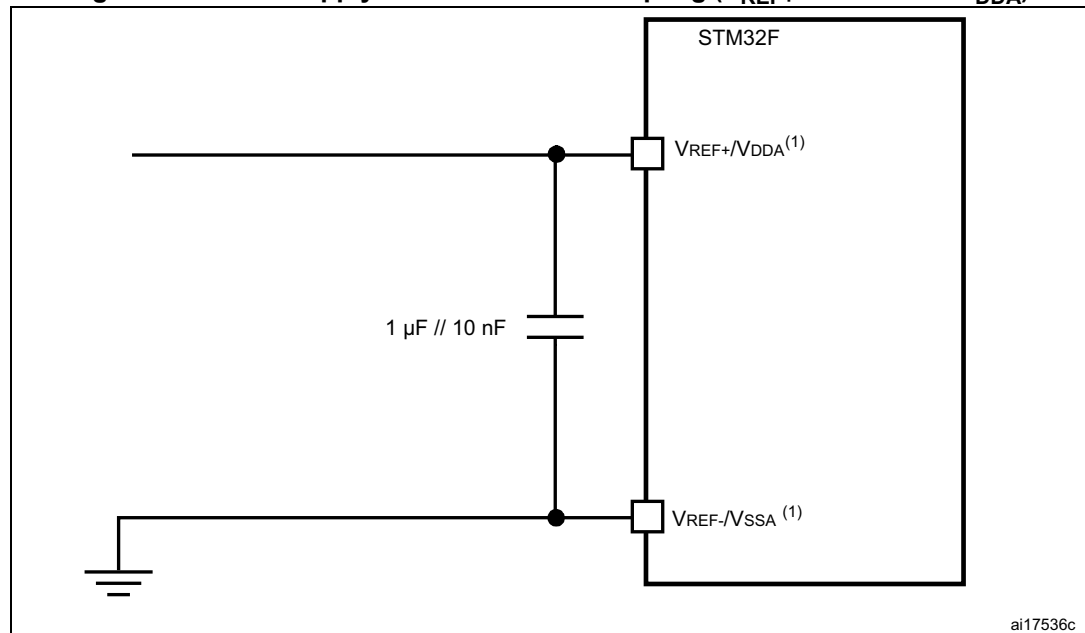 STM32F
VREF+/VDDA(1)
1 µF // 10 nF
VREF-/VSSA (1)
ai17536c